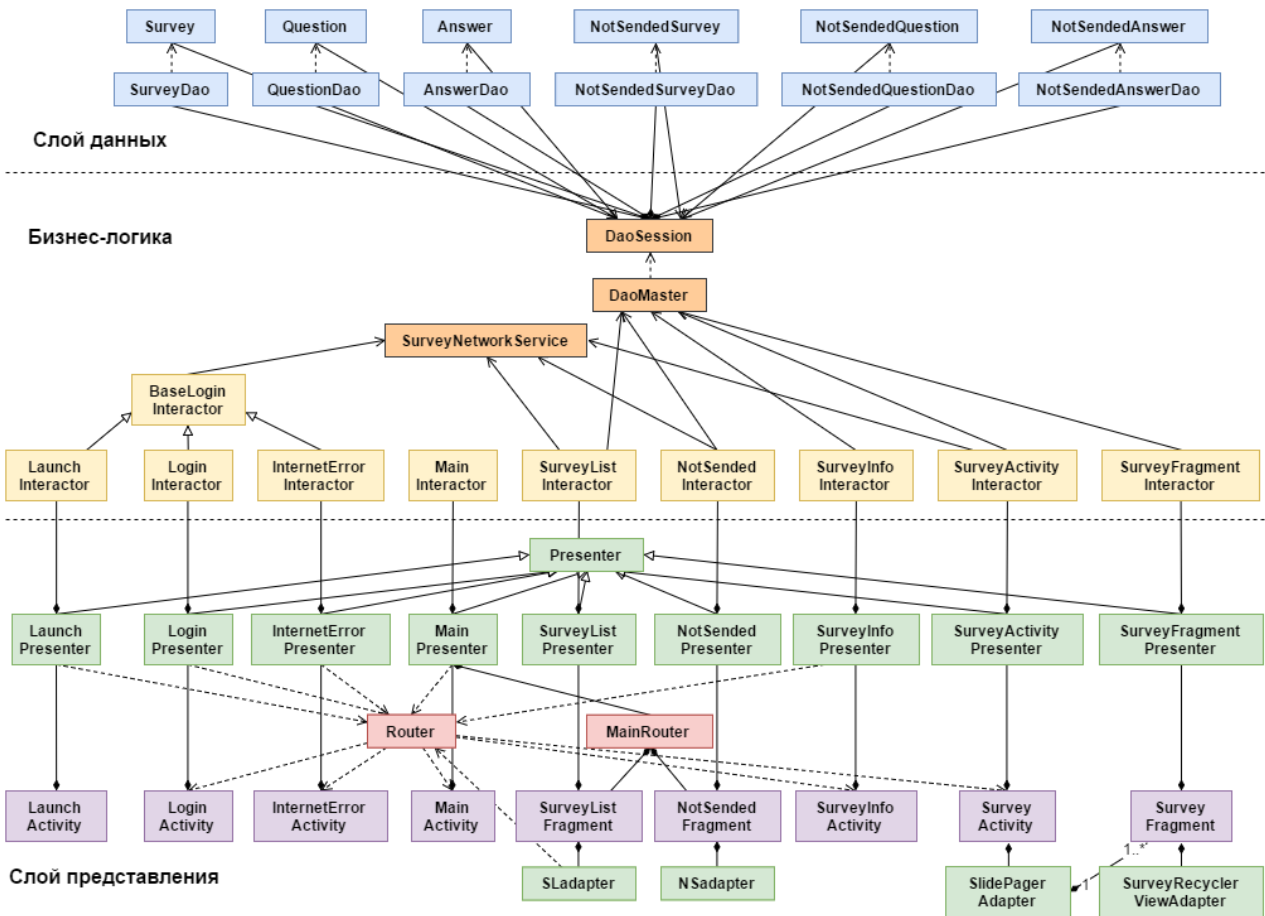 Survey
Question
Answer
NotSendedSurvey
NotSendedQuestion
NotSendedAnswer
SurveyDao
QuestionDao
AnswerDao
NotSendedSurveyDao
NotSendedQuestionDao
NotSendedAnswerDao
Слой данных
Бизнес-логика
DaoSession
DaoMaster
SurveyNetworkService
BaseLogin
Interactor
Launch
Interactor
Login
Interactor
InternetError
Interactor
Main
Interactor
SurveyList
Interactor
NotSended
Interactor
SurveyInfo
Interactor
SurveyActivity
Interactor
SurveyFragment
Interactor
Presenter
Launch
Presenter
Login
Presenter
InternetError
Presenter
Main
Presenter
SurveyList
Presenter
NotSended
Presenter
SurveyInfo
Presenter
SurveyActivity
Presenter
SurveyFragment
Presenter
Router
MainRouter
Launch
Activity
Login
Activity
InternetError
Activity
Main
Activity
SurveyList
Fragment
NotSended
Fragment
SurveyInfo
Activity
Survey
Activity
Survey
Fragment
1..*
Слой представления
SLadapter
NSadapter
SlidePager
Adapter
1
SurveyRecycler
ViewAdapter